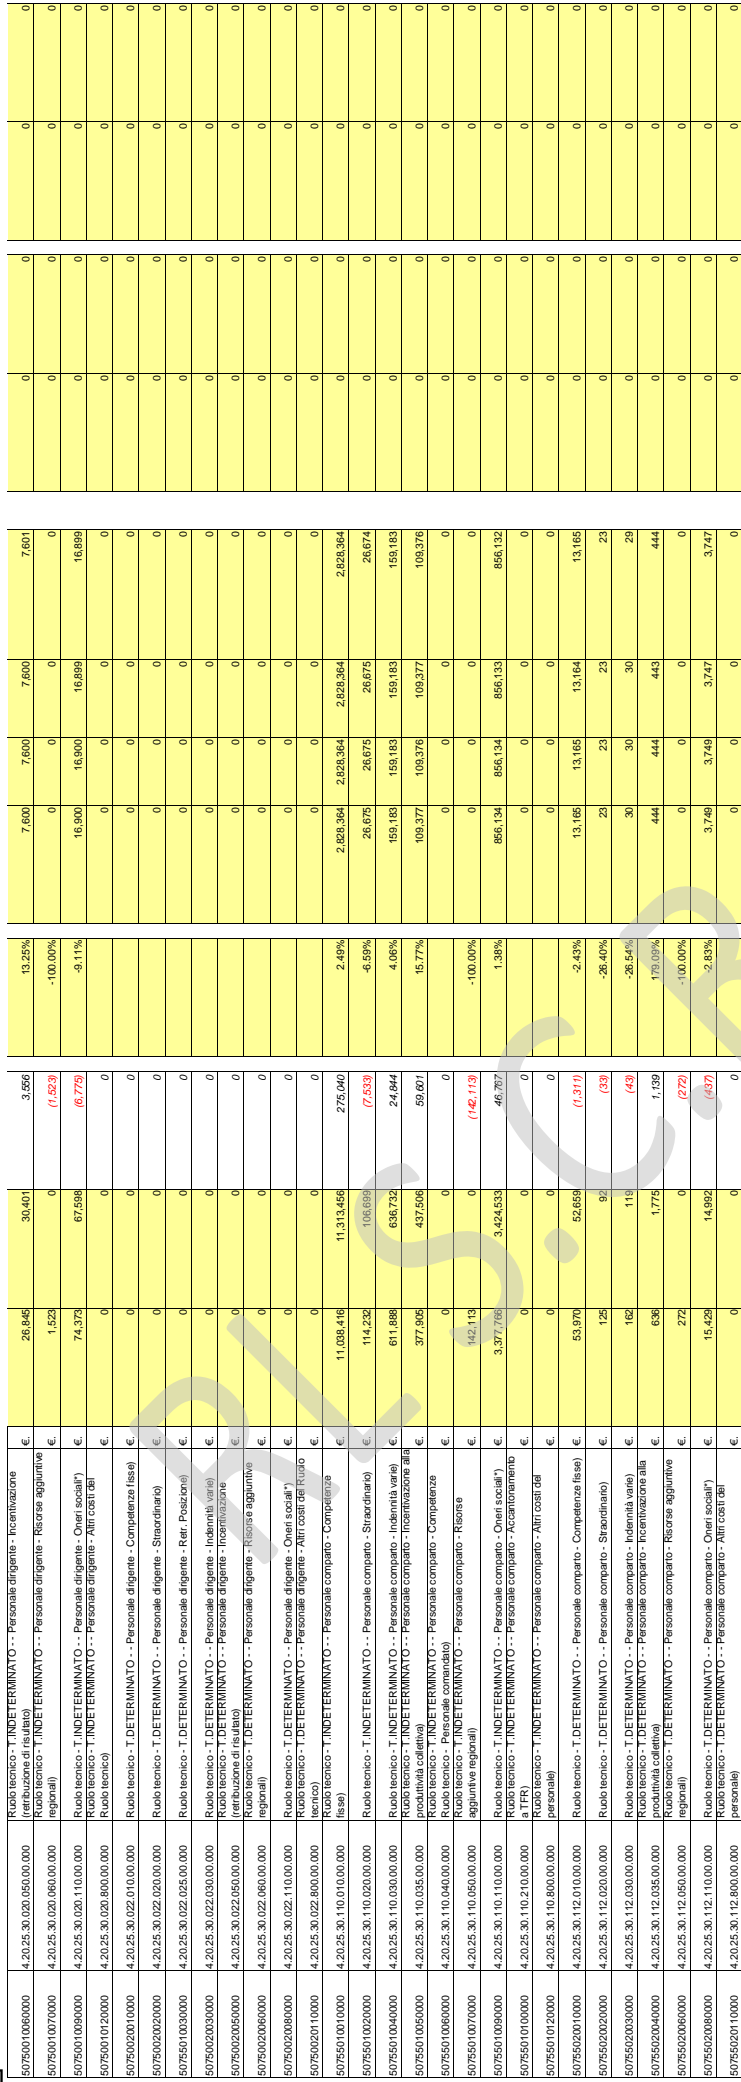 507500100600000 4.20.25.30.020.050.00.000 Ruolo tecnico - T.INDETERMINATO - - Personale dirigente - Incentivazione (retribuzione di risultato) €. 26,845 30,401 3,556 13.25% 7,600 7,600 7,600 7,601 0 0 0 0
50750010070000 4.20.25.30.020.060.00.000 Ruolo tecnico - T.INDETERMINATO - - Personale dirigente - Risorse aggiuntive regionali) €. 1,523 0 (1,523) -100.00% 0 0 0 0 0 0 0 0
50750010090000 4.20.25.30.020.110.00.000 Ruolo tecnico - T.INDETERMINATO - - Personale dirigente - Oneri sociali*) €. 74,373 67,598 (6,775) -9.11% 16,900 16,900 16,899 16,899 0 0 0 0
50750010120000 4.20.25.30.020.800.00.000 Ruolo tecnico - T.INDETERMINATO - - Personale dirigente - Altri costi del Ruolo tecnico) €. 0 0 0 0 0 0 0 0 0 0 0
50750020010000 4.20.25.30.022.010.00.000 Ruolo tecnico - T.DETERMINATO - - Personale dirigente - Competenze fisse) €. 0 0 0 0 0 0 0 0 0 0 0
50750020020000 4.20.25.30.022.020.00.000 Ruolo tecnico - T.DETERMINATO - - Personale dirigente - Straordinario) €. 0 0 0 0 0 0 0 0 0 0 0
50755010030000 4.20.25.30.022.025.00.000 Ruolo tecnico - T.DETERMINATO - - Personale dirigente - Retr. Posizione) €. 0 0 0 0 0 0 0 0 0 0 0
50750020030000 4.20.25.30.022.030.00.000 Ruolo tecnico - T.DETERMINATO - - Personale dirigente - Indennità varie) €. 0 0 0 0 0 0 0 0 0 0 0
50750020050000 4.20.25.30.022.050.00.000 Ruolo tecnico - T.DETERMINATO - - Personale dirigente - Incentivazione (retribuzione di risultato) €. 0 0 0 0 0 0 0 0 0 0 0
50750020060000 4.20.25.30.022.060.00.000 Ruolo tecnico - T.DETERMINATO - - Personale dirigente - Risorse aggiuntive regionali) €. 0 0 0 0 0 0 0 0 0 0 0
50750020080000 4.20.25.30.022.110.00.000 Ruolo tecnico - T.DETERMINATO - - Personale dirigente - Oneri sociali*) €. 0 0 0 0 0 0 0 0 0 0 0
50750020110000 4.20.25.30.022.800.00.000 Ruolo tecnico - T.DETERMINATO - - Personale dirigente - Altri costi del Ruolo tecnico) €. 0 0 0 0 0 0 0 0 0 0 0
50755010010000 4.20.25.30.110.010.00.000 Ruolo tecnico - T.INDETERMINATO - - Personale comparto - Competenze fisse) €. 11,038,416 11,313,456 275,040 2.49% 2,828,364 2,828,364 2,828,364 2,828,364 0 0 0 0
50755010020000 4.20.25.30.110.020.00.000 Ruolo tecnico - T.INDETERMINATO - - Personale comparto - Straordinario) €. 114,232 106,699 (7,533) -6.59% 26,675 26,675 26,675 26,674 0 0 0 0
50755010040000 4.20.25.30.110.030.00.000 Ruolo tecnico - T.INDETERMINATO - - Personale comparto - Indennità varie) €. 611,888 636,732 24,844 4.06% 159,183 159,183 159,183 159,183 0 0 0 0
50755010050000 4.20.25.30.110.035.00.000 Ruolo tecnico - T.INDETERMINATO - - Personale comparto - Incentivazione alla produttività collettiva) €. 377,905 437,506 59,601 15.77% 109,377 109,376 109,377 109,376 0 0 0 0
50755010060000 4.20.25.30.110.040.00.000 Ruolo tecnico - T.INDETERMINATO - - Personale comparto - Competenze Ruolo tecnico - Personale comandato) €. 0 0 0 0 0 0 0 0 0 0 0
50755010070000 4.20.25.30.110.050.00.000 Ruolo tecnico - T.INDETERMINATO - - Personale comparto - Risorse aggiuntive regionali) €. 142,113 0 (142,113) -100.00% 0 0 0 0 0 0 0 0
50755010090000 4.20.25.30.110.110.00.000 Ruolo tecnico - T.INDETERMINATO - - Personale comparto - Oneri sociali*) €. 3,377,766 3,424,533 46,767 1.38% 856,134 856,134 856,133 856,132 0 0 0 0
50755010100000 4.20.25.30.110.210.00.000 Ruolo tecnico - T.INDETERMINATO - - Personale comparto - Accantonamento a TFR) €. 0 0 0 0 0 0 0 0 0 0 0
50755010120000 4.20.25.30.110.800.00.000 Ruolo tecnico - T.INDETERMINATO - - Personale comparto - Altri costi del personale) €. 0 0 0 0 0 0 0 0 0 0 0
50755020010000 4.20.25.30.112.010.00.000 Ruolo tecnico - T.DETERMINATO - - Personale comparto - Competenze fisse) €. 53,970 52,659 (1,311) -2.43% 13,165 13,165 13,164 13,165 0 0 0 0
50755020020000 4.20.25.30.112.020.00.000 Ruolo tecnico - T.DETERMINATO - - Personale comparto - Straordinario) €. 125 92 (33) -26.40% 23 23 23 23 0 0 0 0
50755020030000 4.20.25.30.112.030.00.000 Ruolo tecnico - T.DETERMINATO - - Personale comparto - Indennità varie) €. 162 119 (43) -26.54% 30 30 30 29 0 0 0 0
50755020040000 4.20.25.30.112.035.00.000 Ruolo tecnico - T.DETERMINATO - - Personale comparto - Incentivazione alla produttività collettiva) €. 636 1,775 1,139 179.09% 444 444 443 444 0 0 0 0
50755020060000 4.20.25.30.112.050.00.000 Ruolo tecnico - T.DETERMINATO - - Personale comparto - Risorse aggiuntive regionali) €. 272 0 (272) -100.00% 0 0 0 0 0 0 0 0
50755020080000 4.20.25.30.112.110.00.000 Ruolo tecnico - T.DETERMINATO - - Personale comparto - Oneri sociali*) €. 15,429 14,992 (437) -2.83% 3,749 3,749 3,747 3,747 0 0 0 0
50755020110000 4.20.25.30.112.800.00.000 Ruolo tecnico - T.DETERMINATO - - Personale comparto - Altri costi del personale) €. 0 0 0 0 0 0 0 0 0 0 0
RL S.C.R